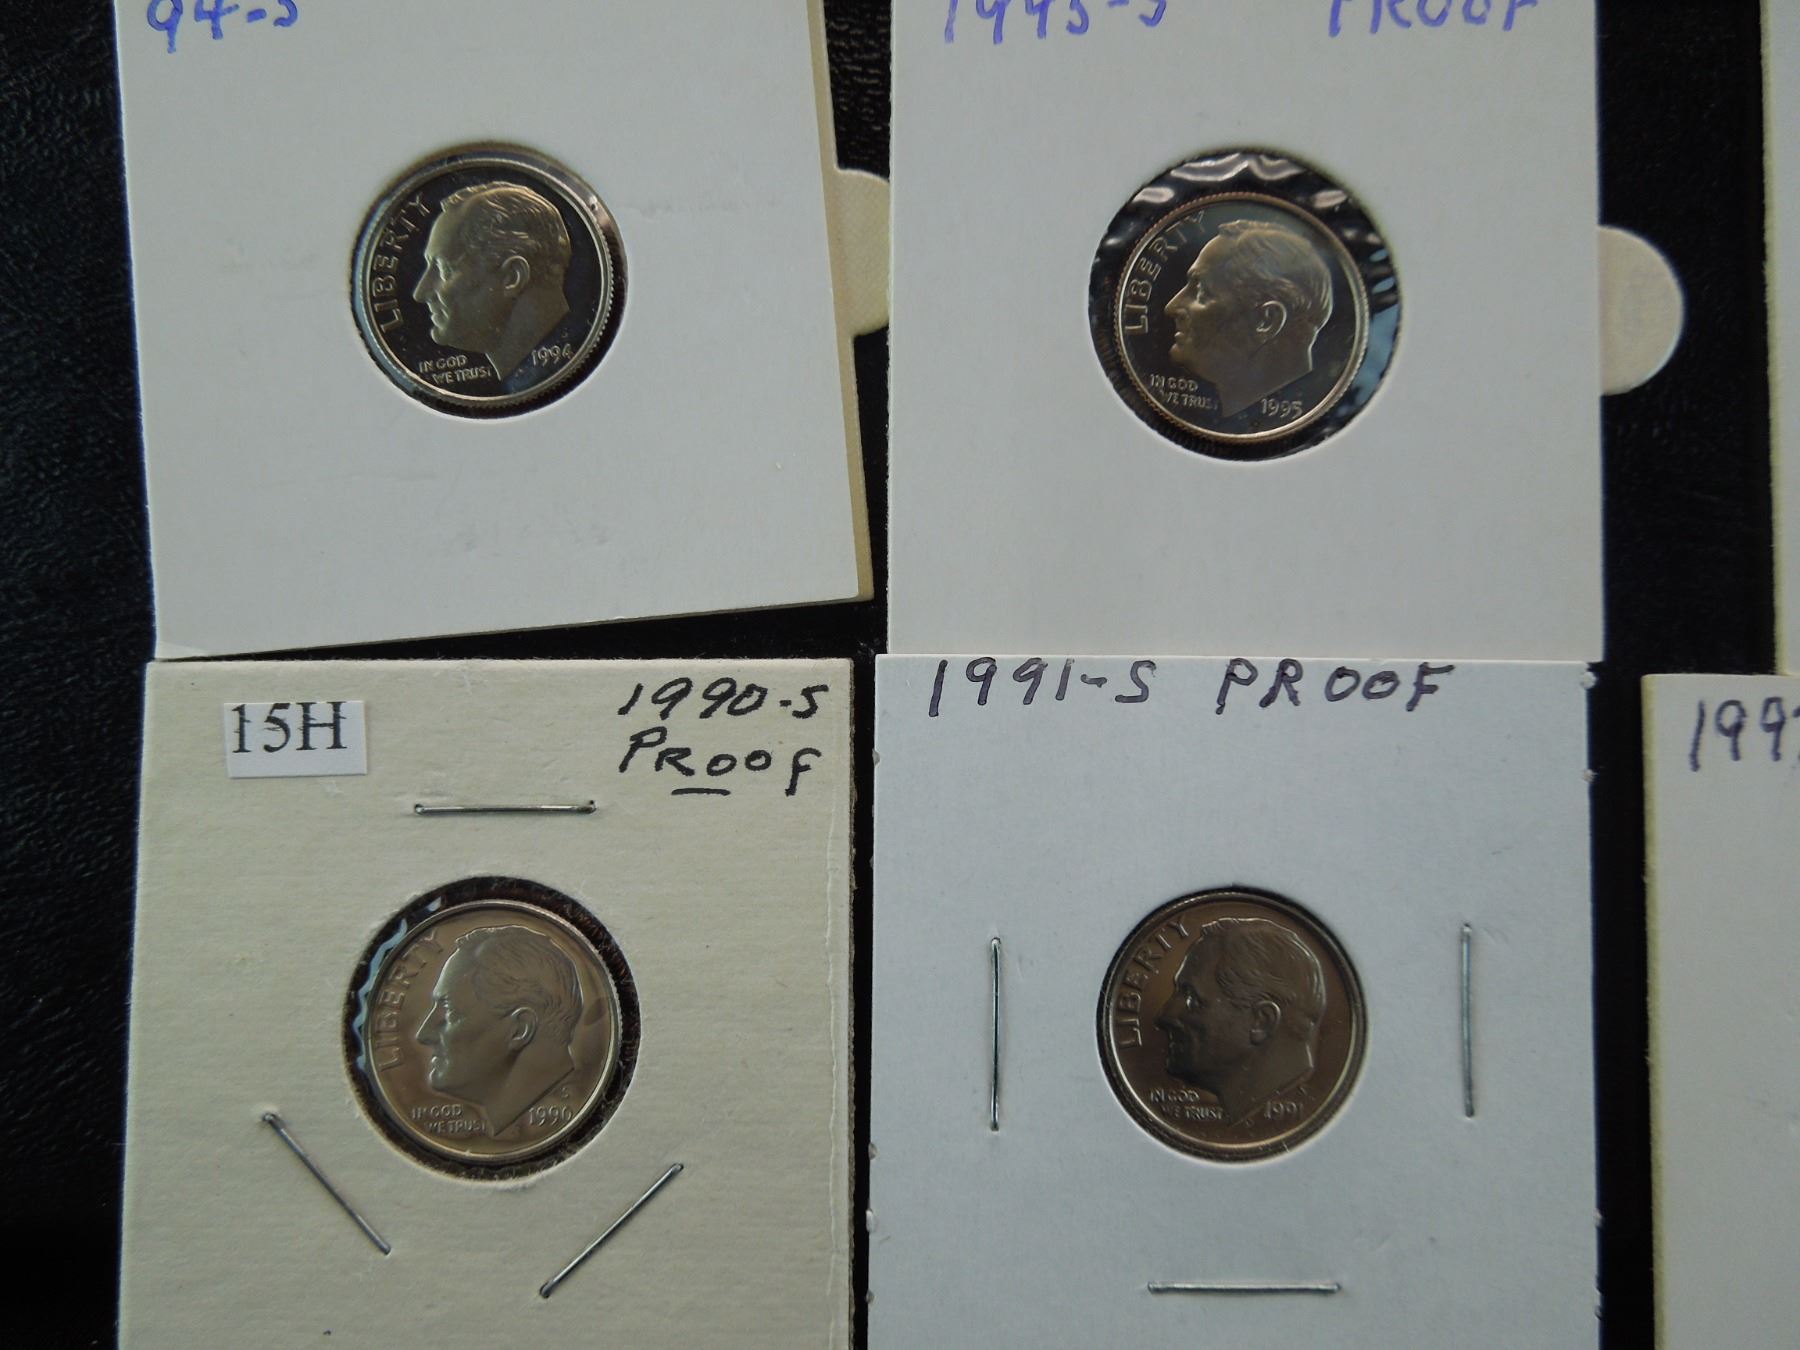 94-S
1995-S PROOF
LIBERTY
IN GOD
WE TRUST
1994
LIBERTY
IN GOD
WE TRUST
1995
15H
1990-S
PROOF
1991-S PROOF
199
LIBERTY
IN GOD
WE TRUST
1990
S
LIBERTY
IN GOD
WE TRUST
1991